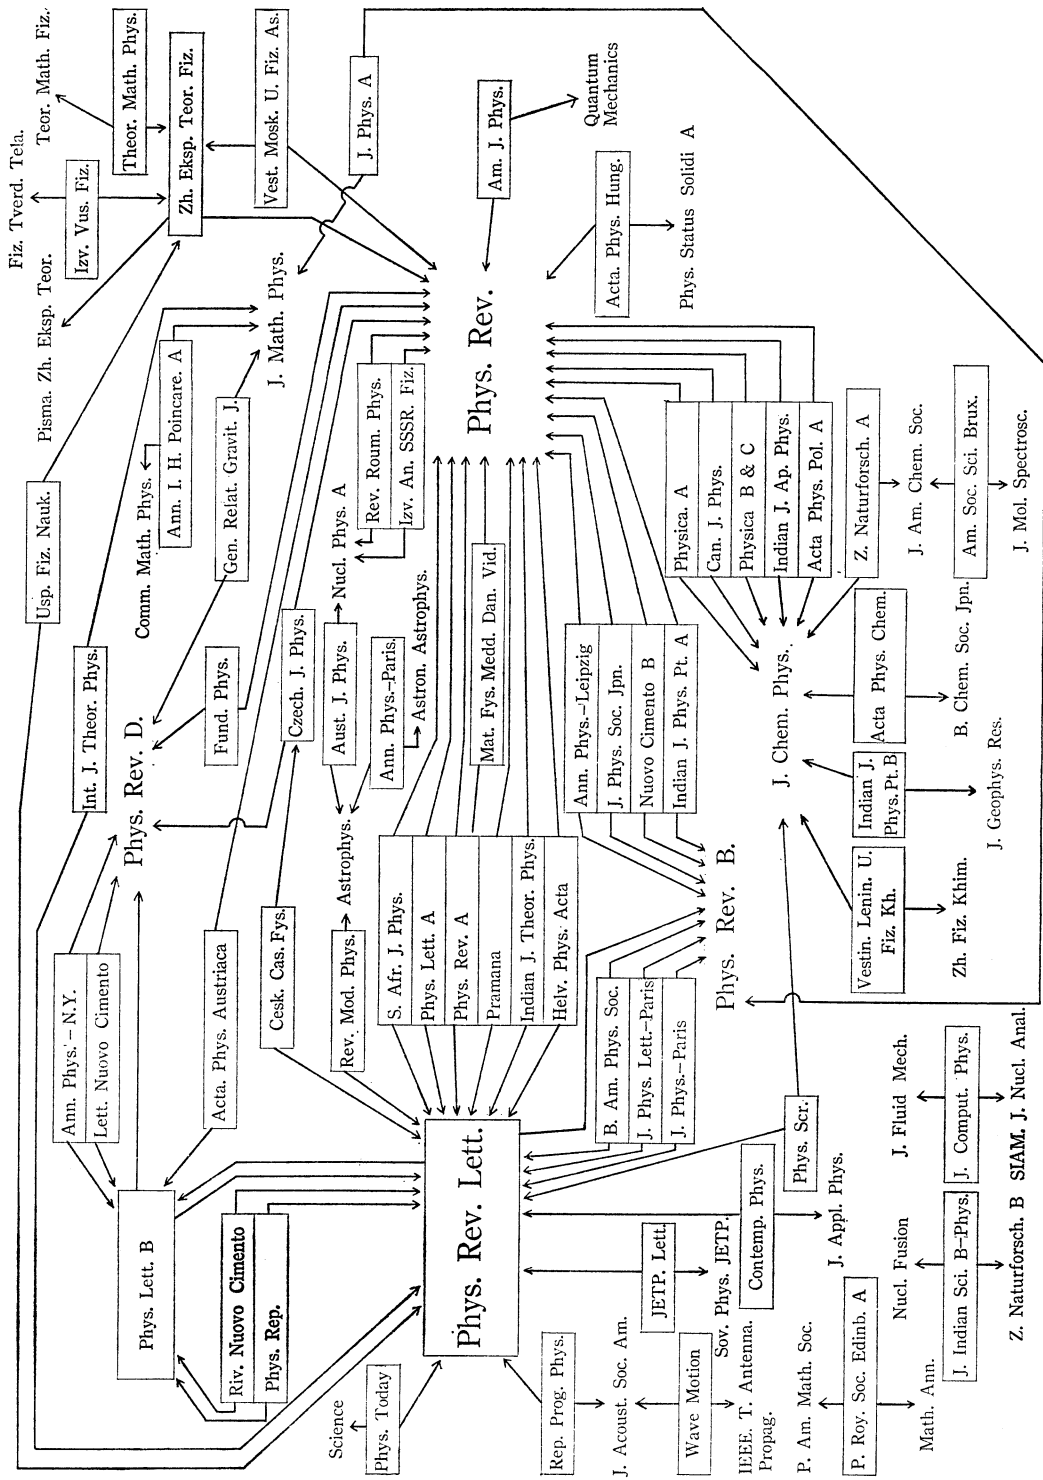 Fiz. Tverd. Tela.
Teor. Math. Fiz.
Izv. Vus. Fiz.
Theor. Math. Phys.
Pisma. Zh. Eksp. Teor.
Zh. Eksp. Teor. Fiz.
Vest. Mosk. U. Fiz. As.
J. Phys. A
Usp. Fiz. Nauk.
Int. J. Theor. Phys.
Comm. Math. Phys.
Ann. I. H. Poincare. A
Gen. Relat. Gravit. J.
J. Math. Phys.
Phys. Rev. D.
Fund. Phys.
Czech. J. Phys.
Aust. J. Phys.
Nucl. Phys. A
Rev. Roum. Phys.
Izv. An. SSSR. Fiz.
Ann. Phys.-Paris.
Astron. Astrophys.
Astrophys.
Rev. Mod. Phys.
Cesk. Cas. Fys.
Acta. Phys. Austriaca
Ann. Phys. - N.Y.
Lett. Nuovo Cimento
Phys. Lett. B
Riv. Nuovo Cimento
Phys. Rep.
Science
Phys. Today
Phys. Rev. Lett.
S. Afr. J. Phys.
Phys. Lett. A
Phys. Rev. A
Pramana
Indian J. Theor. Phys.
Helv. Phys. Acta
Mat. Fys. Medd. Dan. Vid.
Phys. Rev.
Am. J. Phys.
Quantum
Mechanics
Acta. Phys. Hung.
Phys. Status Solidi A
Ann. Phys.-Leipzig
J. Phys. Soc. Jpn.
Nuovo Cimento B
Indian J. Phys. Pt. A
Physica. A
Can. J. Phys.
Physica B & C
Indian J. Ap. Phys.
Acta Phys. Pol. A
Z. Naturforsch. A
J. Am. Chem. Soc.
Am. Soc. Sci. Brux.
J. Mol. Spectrosc.
Phys. Rev. B.
B. Am. Phys. Soc.
J. Phys. Lett.-Paris
J. Phys.-Paris
J. Chem. Phys.
Acta Phys. Chem.
B. Chem. Soc. Jpn.
Indian J.
Phys. Pt. B
J. Geophys. Res.
Vestin. Lenin. U.
Fiz. Kh.
Zh. Fiz. Khim.
Phys. Scr.
Contemp. Phys.
J. Appl. Phys.
JETP. Lett.
Sov. Phys. JETP.
Rep. Prog. Phys.
J. Acoust. Soc. Am.
Wave Motion
IEEE. T. Antenna.
Propag.
P. Am. Math. Soc.
P. Roy. Soc. Edinb. A
Math. Ann.
Nucl. Fusion
J. Indian Sci. B-Phys.
Z. Naturforsch. B
J. Fluid Mech.
J. Comput. Phys.
SIAM. J. Nucl. Anal.